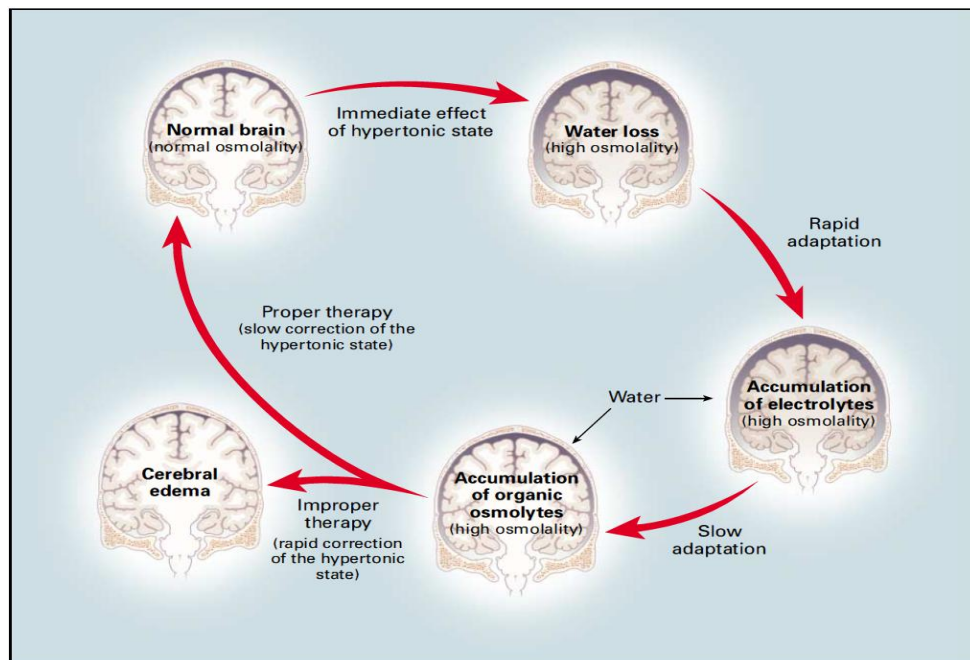 Normal brain
(normal osmolality)
Immediate effect
of hypertonic state
Water loss
(high osmolality)
Rapid
adaptation
Accumulation
of electrolytes
(high osmolality)
Water
Slow
adaptation
Accumulation
of organic
osmolytes
(high osmolality)
Proper therapy
(slow correction of the
hypertonic state)
Improper
therapy
(rapid correction
of the hypertonic
state)
Cerebral
edema